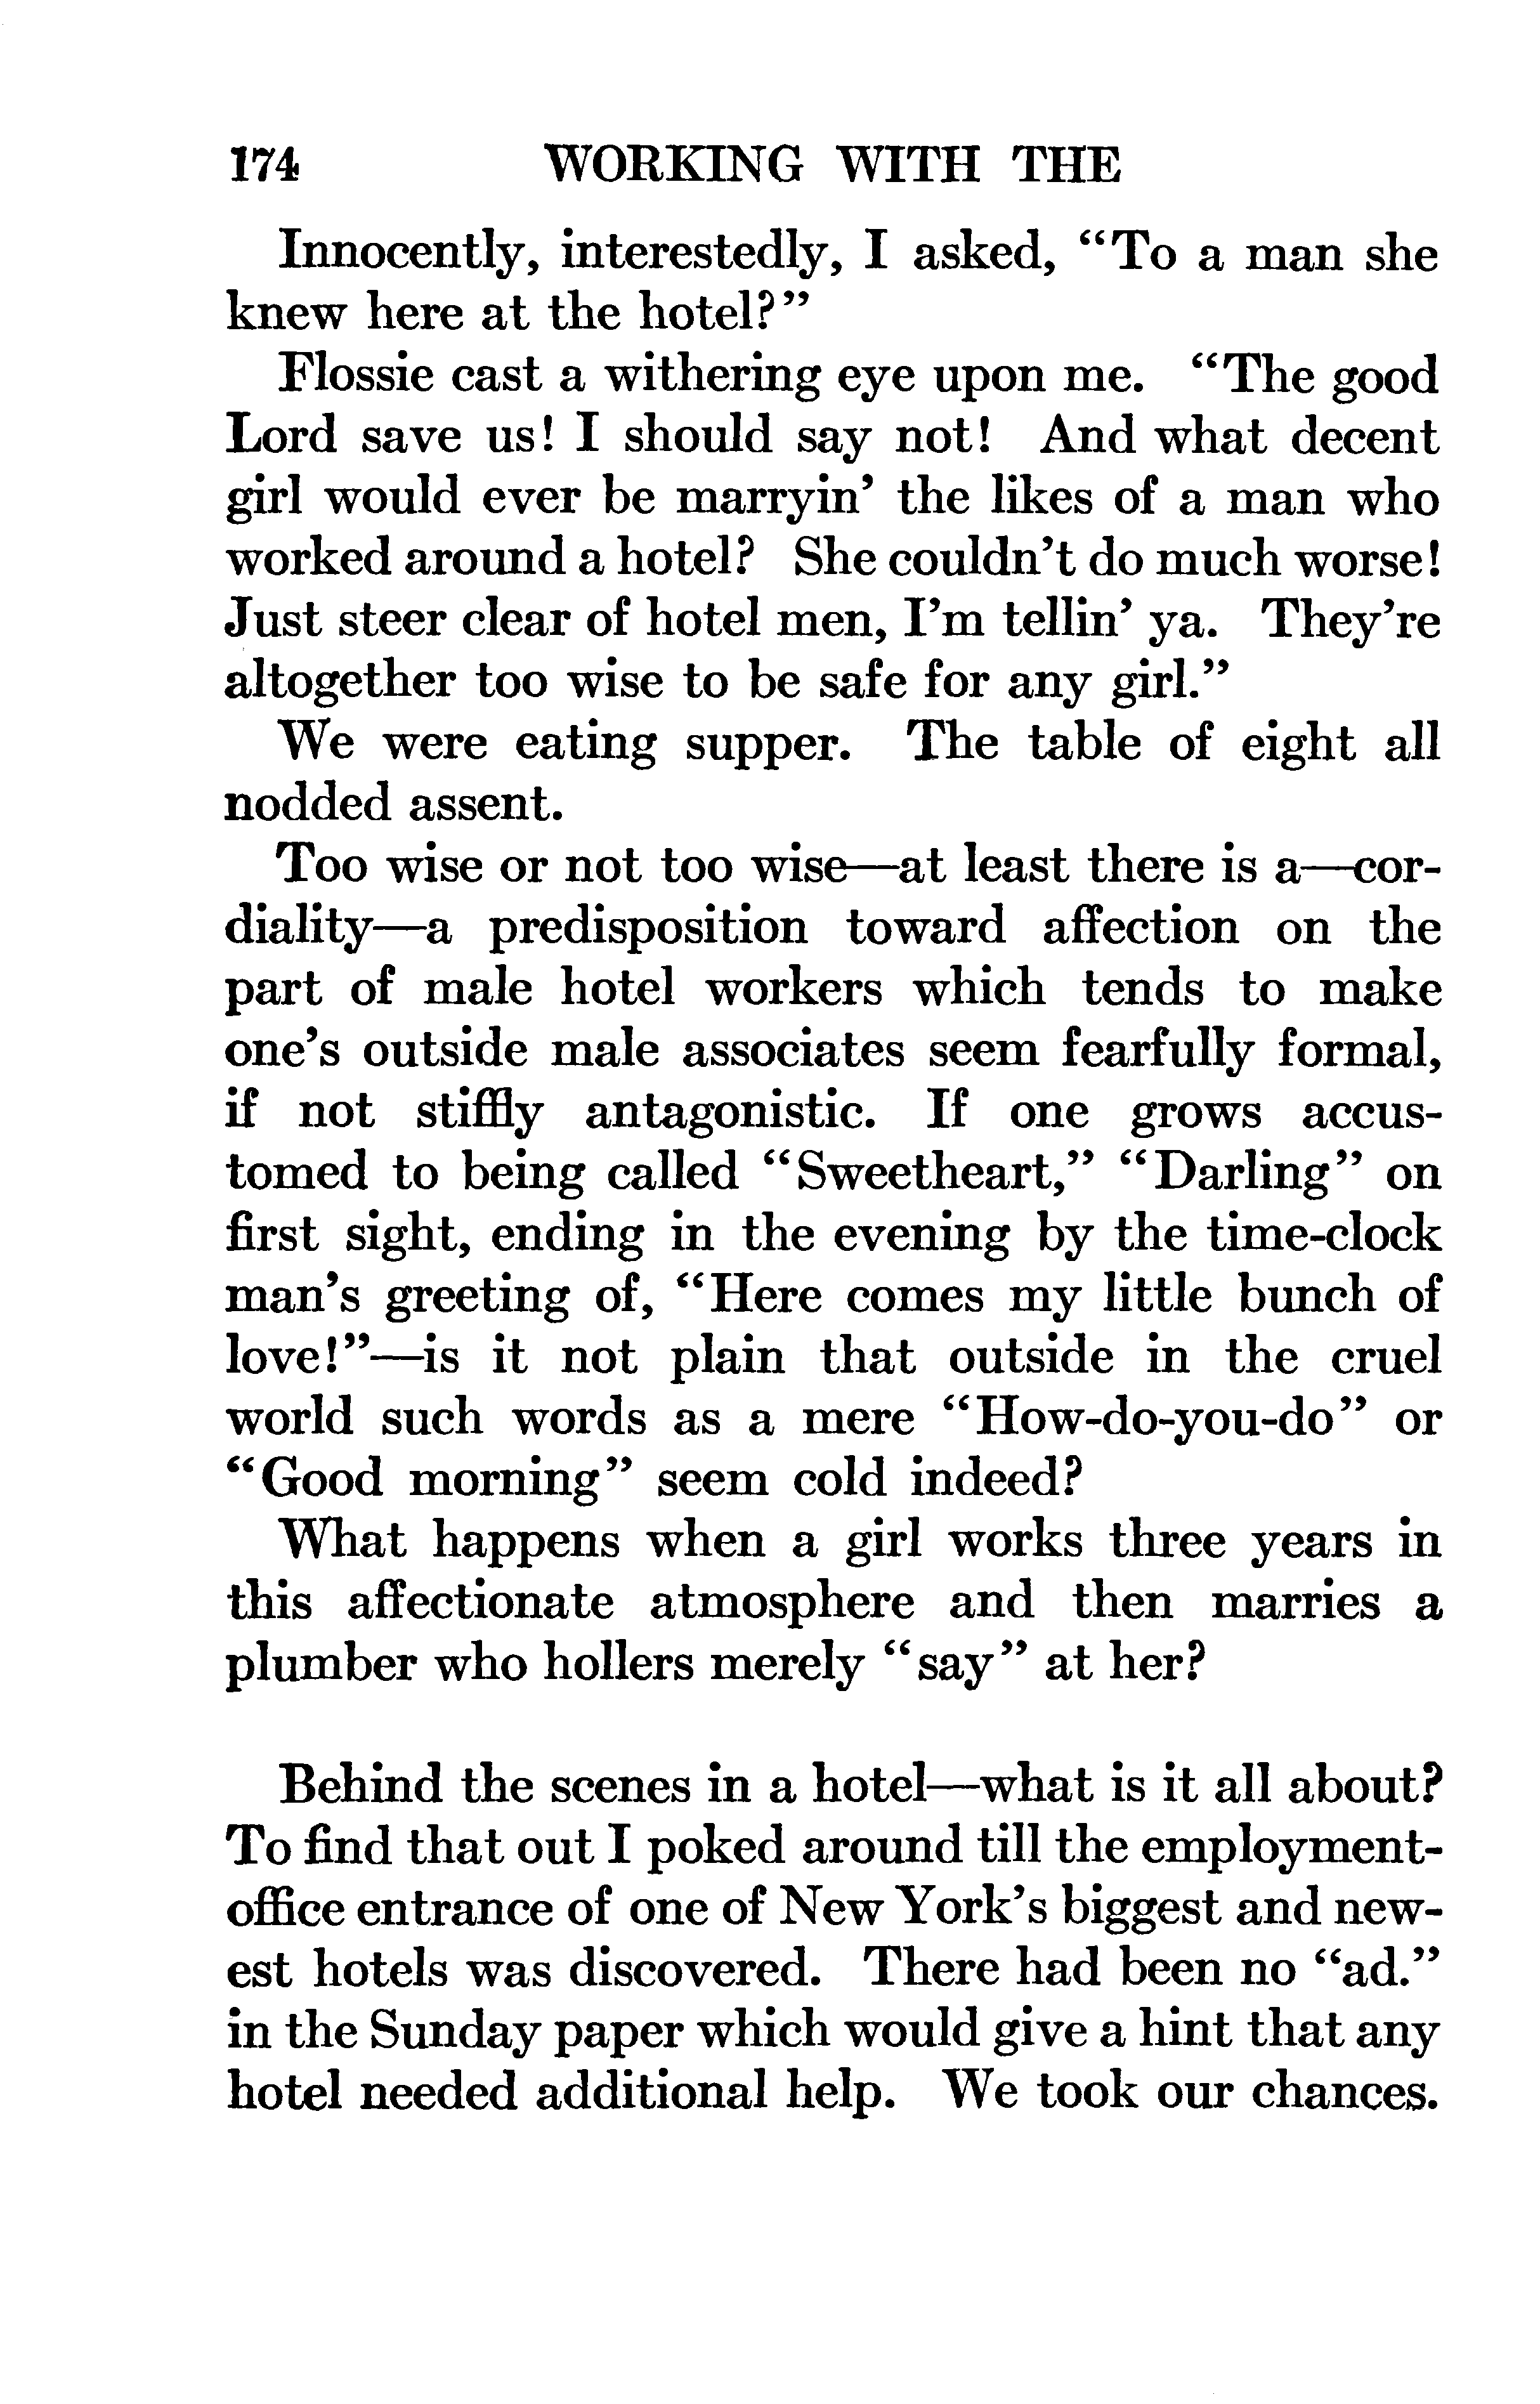 174 WORKING WITH THE
Innocently, interestedly, I asked, “To a man she
knew here at the hotel?”
Flossie cast a withering eye upon me. “The good
Lord save us! I should say not! And what decent
girl would ever be marryin’ the likes of a man who
worked around a hotel? She couldn’t do much worse!
Just steer clear of hotel men, I’m tellin’ ya. They’re
altogether too wise to be safe for any girl.”
We were eating supper. The table of eight all
nodded assent.
Too wise or not too wise—at least there is a—cor-
diality—a predisposition toward affection on the
part of male hotel workers which tends to make
one’s outside male associates seem fearfully formal,
if not stiffly antagonistic. If one grows accus-
tomed to being called “Sweetheart,” “Darling” on
first sight, ending in the evening by the time-clock
man’s greeting of, “Here comes my little bunch of
love!”—is it not plain that outside in the cruel
world such words as a mere “How-do-you-do” or
“Good morning” seem cold indeed?
What happens when a girl works three years in
this affectionate atmosphere and then marries a
plumber who hollers merely “say” at her?
Behind the scenes in a hotel—what is it all about?
To find that out I poked around till the employment-
office entrance of one of New York’s biggest and new-
est hotels was discovered. There had been no “ad.”
in the Sunday paper which would give a hint that any
hotel needed additional help. We took our chances.